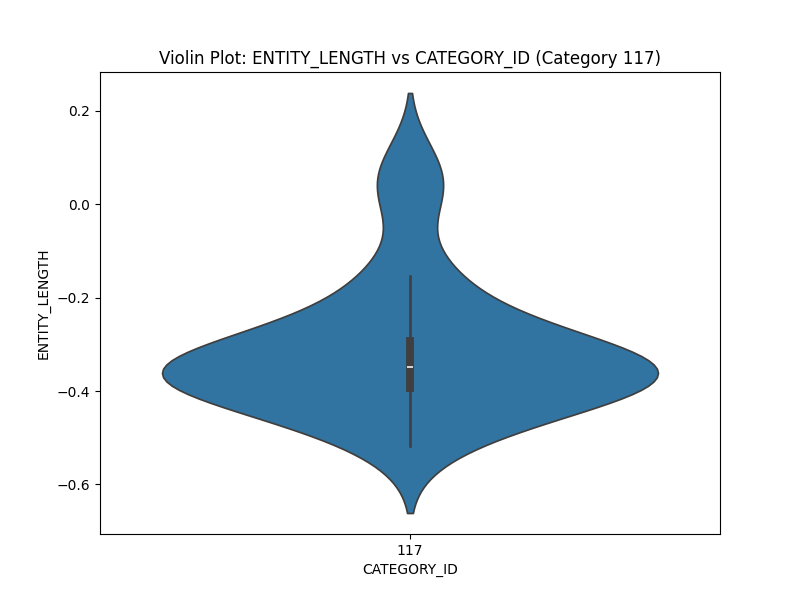 Violin Plot: ENTITY_LENGTH vs CATEGORY_ID (Category 117)
0.2
0.0
−0.2
−0.4
−0.6
ENTITY_LENGTH
117
CATEGORY_ID